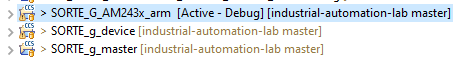 > SORTE_G_AM243x_arm [Active - Debug] [industrial-automation-lab master]
> SORTE_g_device [industrial-automation-lab master]
> SORTE_g_master [industrial-automation-lab master]